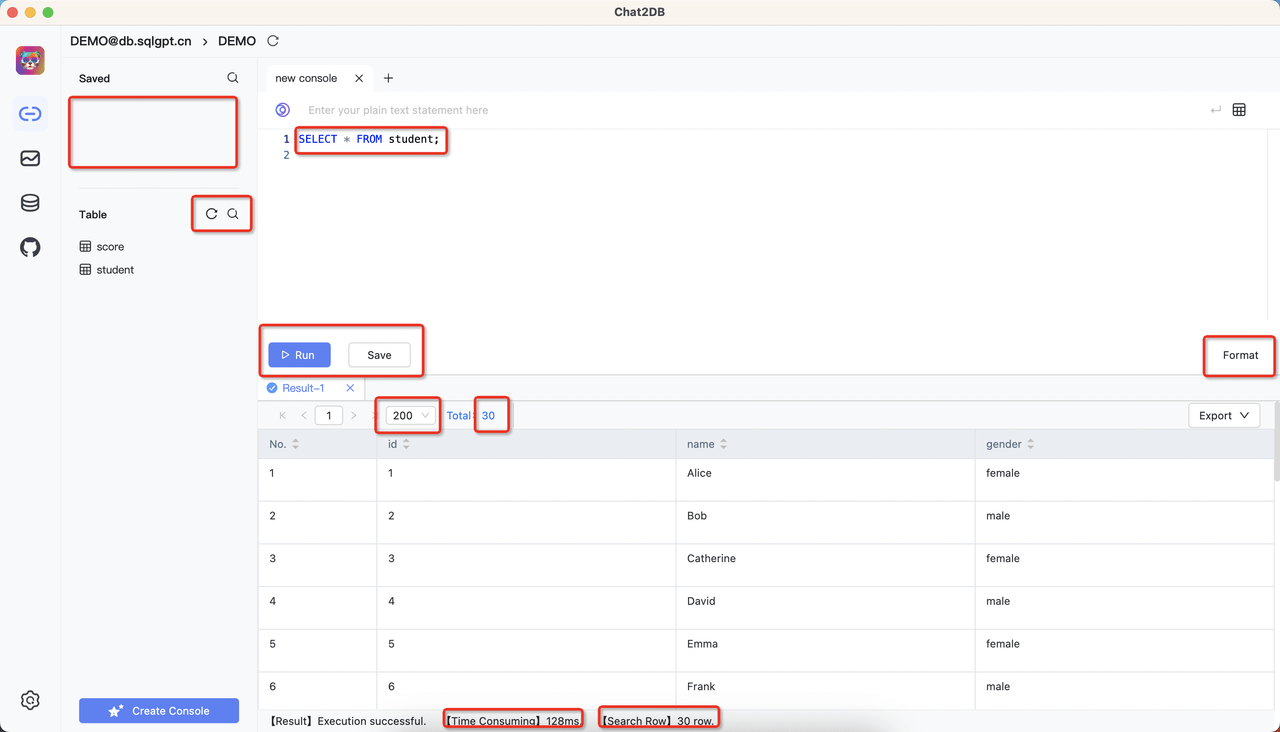 Chat2DB
DEMO@db.sqlgpt.cn > DEMO
Saved
new console
Enter your plain text statement here
1 SELECT * FROM student;
2
Table
score
student
Run Save Format
Result-1
1 200 Total: 30 Export
No. id name gender
1 1 Alice female
2 2 Bob male
3 3 Catherine female
4 4 David male
5 5 Emma female
6 6 Frank male
Create Console
【Result】Execution successful. 【Time Consuming】128ms. 【Search Row】30 row.